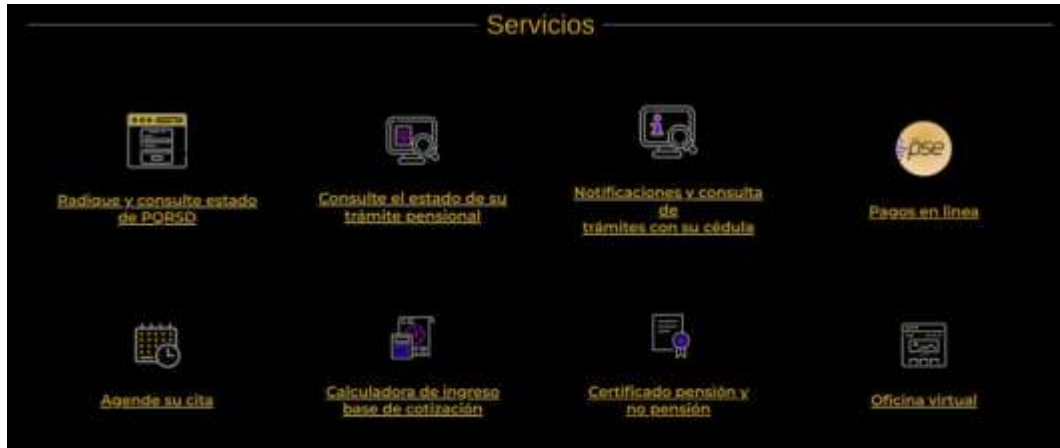 Servicios
pse
Radique y consulte estado
de PQRSD
Consulte el estado de su
trámite pensional
Notificaciones y consulta
de
trámites con su cédula
Pagos en línea
Agende su cita
Calculadora de ingreso
base de cotización
Certificado pensión y
no pensión
Oficina virtual